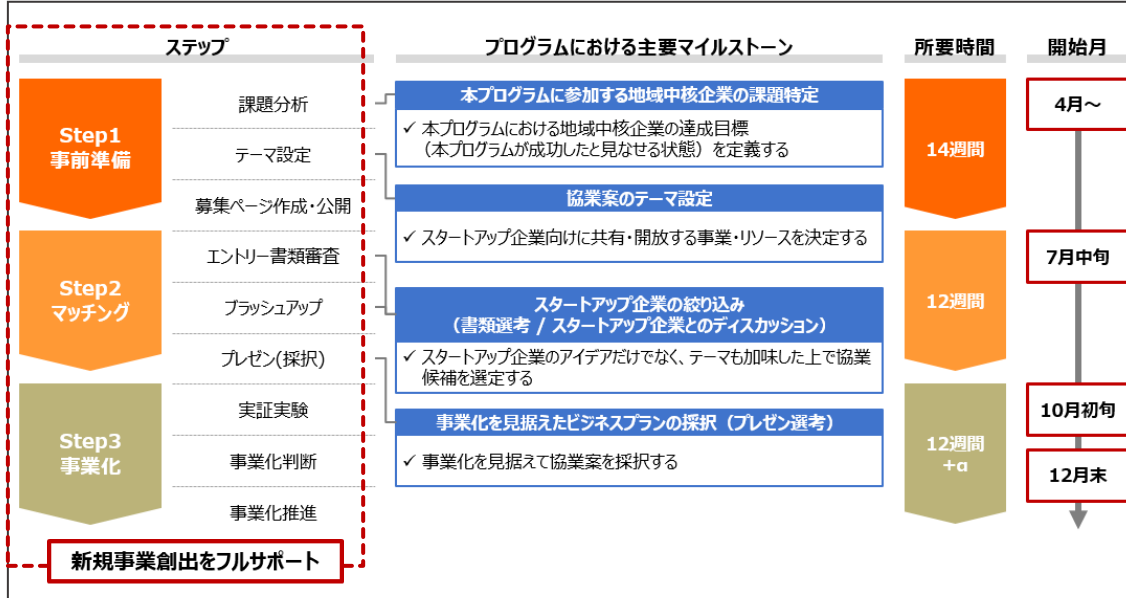 ステップ
プログラムにおける主要マイルストーン
所要時間
開始月
Step1
事前準備
課題分析
テーマ設定
募集ページ作成・公開
本プログラムに参加する地域中核企業の課題特定
✓ 本プログラムにおける地域中核企業の達成目標
（本プログラムが成功したと見なせる状態）を定義する
協業案のテーマ設定
✓ スタートアップ企業向けに共有・開放する事業・リソースを決定する
14週間
4月～
Step2
マッチング
エントリー書類審査
ブラッシュアップ
プレゼン(採択)
スタートアップ企業の絞り込み
（書類選考 / スタートアップ企業とのディスカッション）
✓ スタートアップ企業のアイデアだけでなく、テーマも加味した上で協業
候補を選定する
12週間
7月中旬
Step3
事業化
実証実験
事業化判断
事業化推進
事業化を見据えたビジネスプランの採択（プレゼン選考）
✓ 事業化を見据えて協業案を採択する
12週間
+α
10月初旬
12月末
新規事業創出をフルサポート